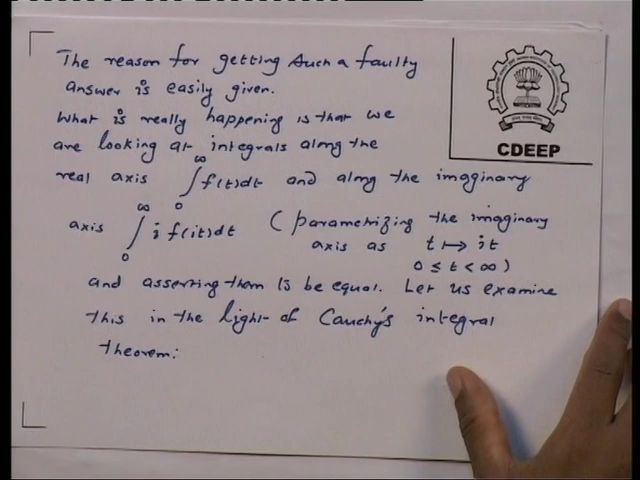 The reason for getting such a faulty
answer is easily given.
What is really happening is that we
are looking at integrals along the
real axis ∫₀^∞ f(t)dt and along the imaginary
axis ∫₀^∞ i f(it)dt (parametrizing the imaginary
axis as t ↦ it
0 ≤ t < ∞)
and asserting them to be equal. Let us examine
this in the light of Cauchy's integral
theorem:
CDEEP